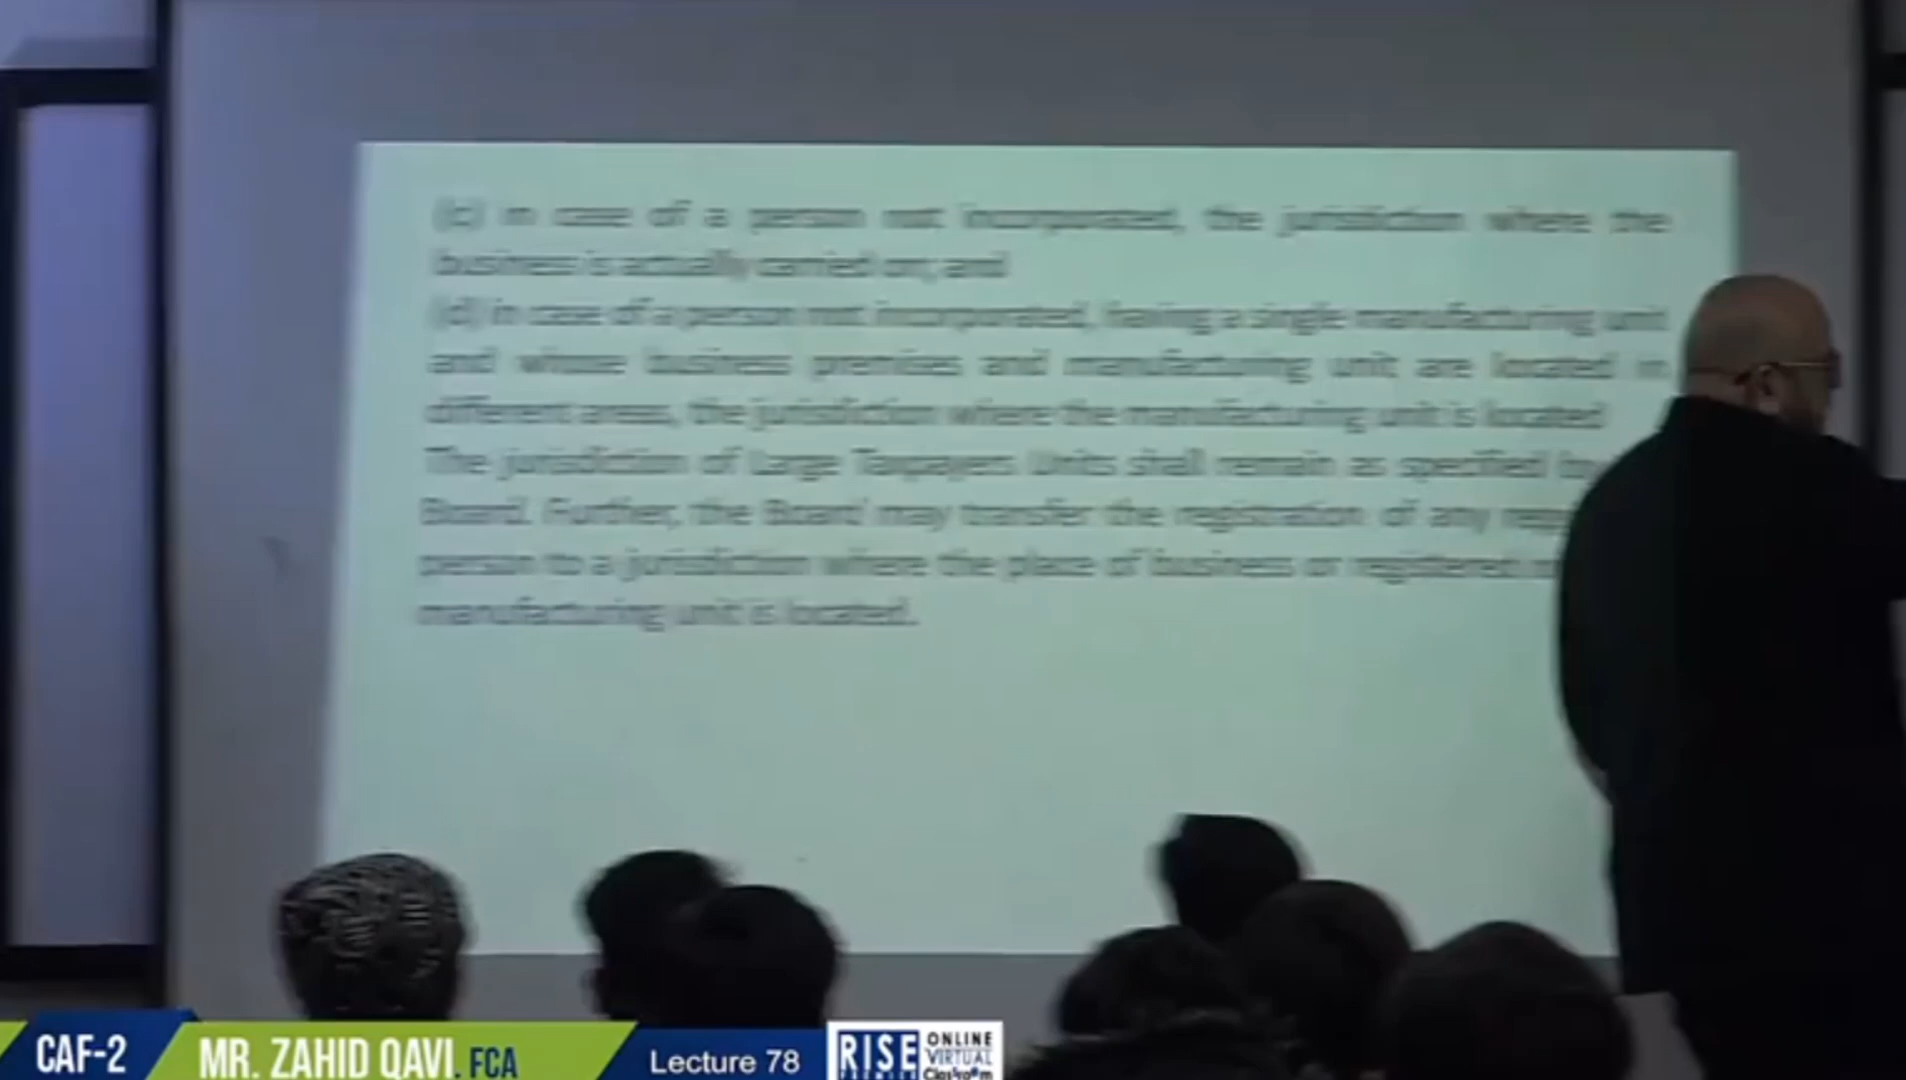 (c) in case of a person not incorporated, the jurisdiction where the
business is actually carried on; and
(d) in case of a person not incorporated, having a single manufacturing unit
and whose business premises and manufacturing unit are located in
different areas, the jurisdiction where the manufacturing unit is located
The jurisdiction of Large Taxpayers Units shall remain as specified by
Board. Further, the Board may transfer the registration of any
person to a jurisdiction where the place of business or registered
manufacturing unit is located.
CAF-2
MR. ZAHID QAVI. FCA
Lecture 78
RISE
ONLINE
VIRTUAL